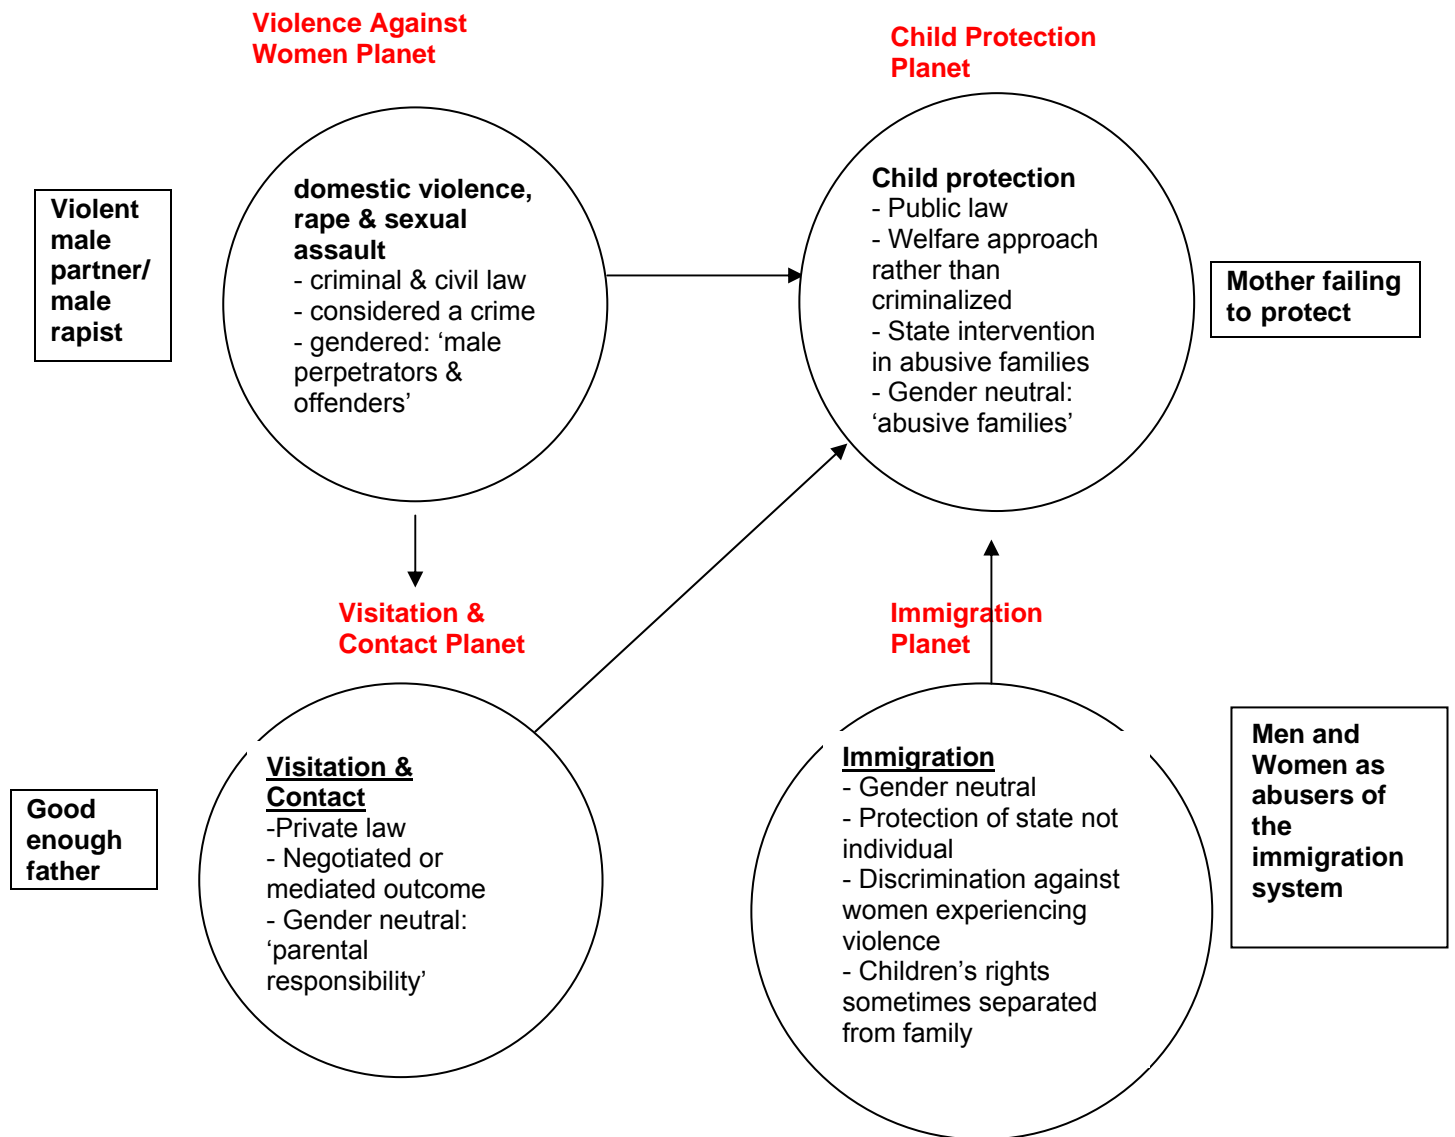 Violence Against
Women Planet
Child Protection
Planet
Violent
male
partner/
male
rapist
domestic violence,
rape & sexual
assault
- criminal & civil law
- considered a crime
- gendered: ‘male
perpetrators &
offenders’
Child protection
- Public law
- Welfare approach
rather than
criminalized
- State intervention
in abusive families
- Gender neutral:
‘abusive families’
Mother failing
to protect
Visitation &
Contact Planet
Immigration
Planet
Good
enough
father
Visitation &
Contact
-Private law
- Negotiated or
mediated outcome
- Gender neutral:
‘parental
responsibility’
Immigration
- Gender neutral
- Protection of state not
individual
- Discrimination against
women experiencing
violence
- Children’s rights
sometimes separated
from family
Men and
Women as
abusers of
the
immigration
system